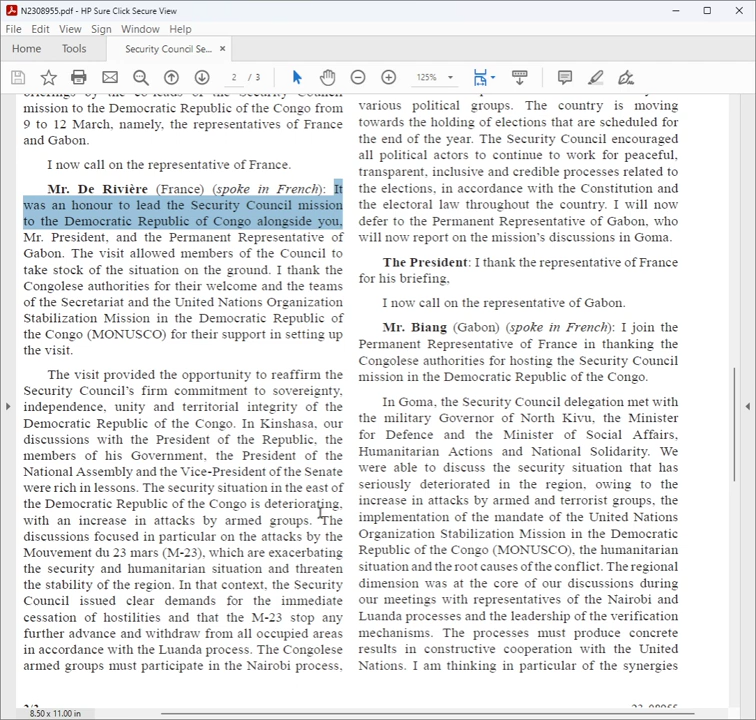 N2308955.pdf - HP Sure Click Secure View
File Edit View Sign Window Help
Home Tools Security Council Se... ×
2 / 3 125%
mission to the Democratic Republic of the Congo from
9 to 12 March, namely, the representatives of France
and Gabon.
I now call on the representative of France.
Mr. De Rivière (France) (spoke in French): It
was an honour to lead the Security Council mission
to the Democratic Republic of Congo alongside you,
Mr. President, and the Permanent Representative of
Gabon. The visit allowed members of the Council to
take stock of the situation on the ground. I thank the
Congolese authorities for their welcome and the teams
of the Secretariat and the United Nations Organization
Stabilization Mission in the Democratic Republic of
the Congo (MONUSCO) for their support in setting up
the visit.
The visit provided the opportunity to reaffirm the
Security Council's firm commitment to sovereignty,
independence, unity and territorial integrity of the
Democratic Republic of the Congo. In Kinshasa, our
discussions with the President of the Republic, the
members of his Government, the President of the
National Assembly and the Vice-President of the Senate
were rich in lessons. The security situation in the east of
the Democratic Republic of the Congo is deteriorating,
with an increase in attacks by armed groups. The
discussions focused in particular on the attacks by the
Mouvement du 23 mars (M-23), which are exacerbating
the security and humanitarian situation and threaten
the stability of the region. In that context, the Security
Council issued clear demands for the immediate
cessation of hostilities and that the M-23 stop any
further advance and withdraw from all occupied areas
in accordance with the Luanda process. The Congolese
armed groups must participate in the Nairobi process,
various political groups. The country is moving
towards the holding of elections that are scheduled for
the end of the year. The Security Council encouraged
all political actors to continue to work for peaceful,
transparent, inclusive and credible processes related to
the elections, in accordance with the Constitution and
the electoral law throughout the country. I will now
defer to the Permanent Representative of Gabon, who
will now report on the mission's discussions in Goma.
The President: I thank the representative of France
for his briefing,
I now call on the representative of Gabon.
Mr. Biang (Gabon) (spoke in French): I join the
Permanent Representative of France in thanking the
Congolese authorities for hosting the Security Council
mission in the Democratic Republic of the Congo.
In Goma, the Security Council delegation met with
the military Governor of North Kivu, the Minister
for Defence and the Minister of Social Affairs,
Humanitarian Actions and National Solidarity. We
were able to discuss the security situation that has
seriously deteriorated in the region, owing to the
increase in attacks by armed and terrorist groups, the
implementation of the mandate of the United Nations
Organization Stabilization Mission in the Democratic
Republic of the Congo (MONUSCO), the humanitarian
situation and the root causes of the conflict. The regional
dimension was at the core of our discussions during
our meetings with representatives of the Nairobi and
Luanda processes and the leadership of the verification
mechanisms. The processes must produce concrete
results in constructive cooperation with the United
Nations. I am thinking in particular of the synergies
8.50 x 11.00 in